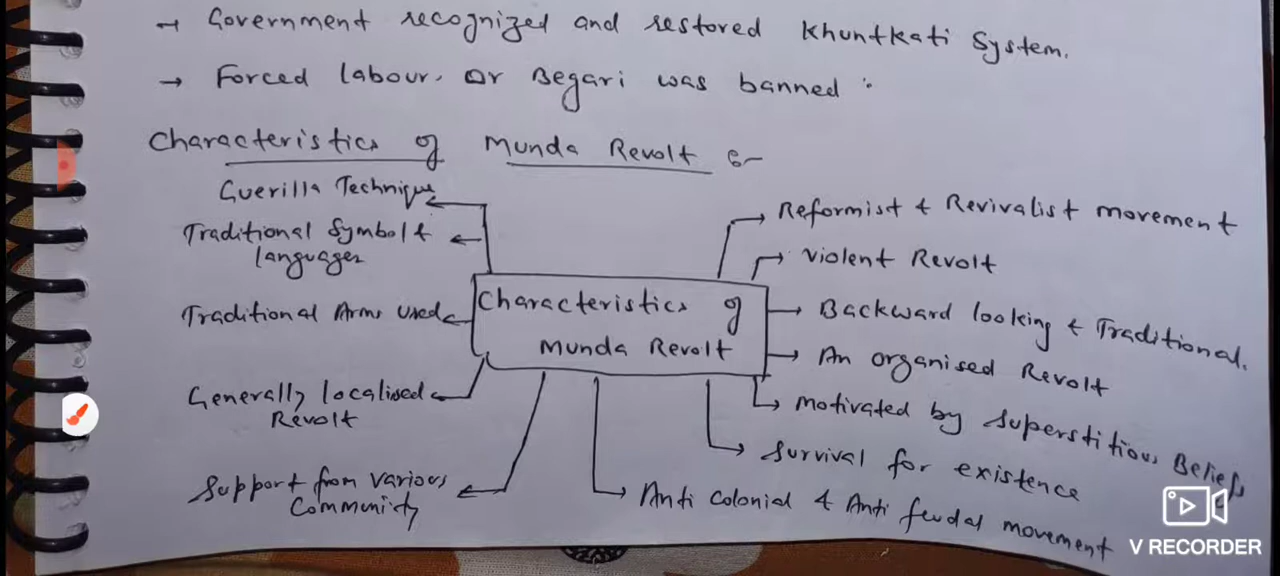 → Government recognized and restored Khuntkati System.
→ Forced labour or Begari was banned :
Characteristics of Munda Revolt :-
Guerilla Technique
Traditional Symbol &
languages
Traditional Arms used
Generally localised
Revolt
Support from various
Community
Characteristics of
Munda Revolt
Reformist & Revivalist movement
Violent Revolt
Backward looking & Traditional.
An organised Revolt
Motivated by Superstitious Beliefs
Survival for existence
Anti Colonial & Anti feudal movement
V RECORDER